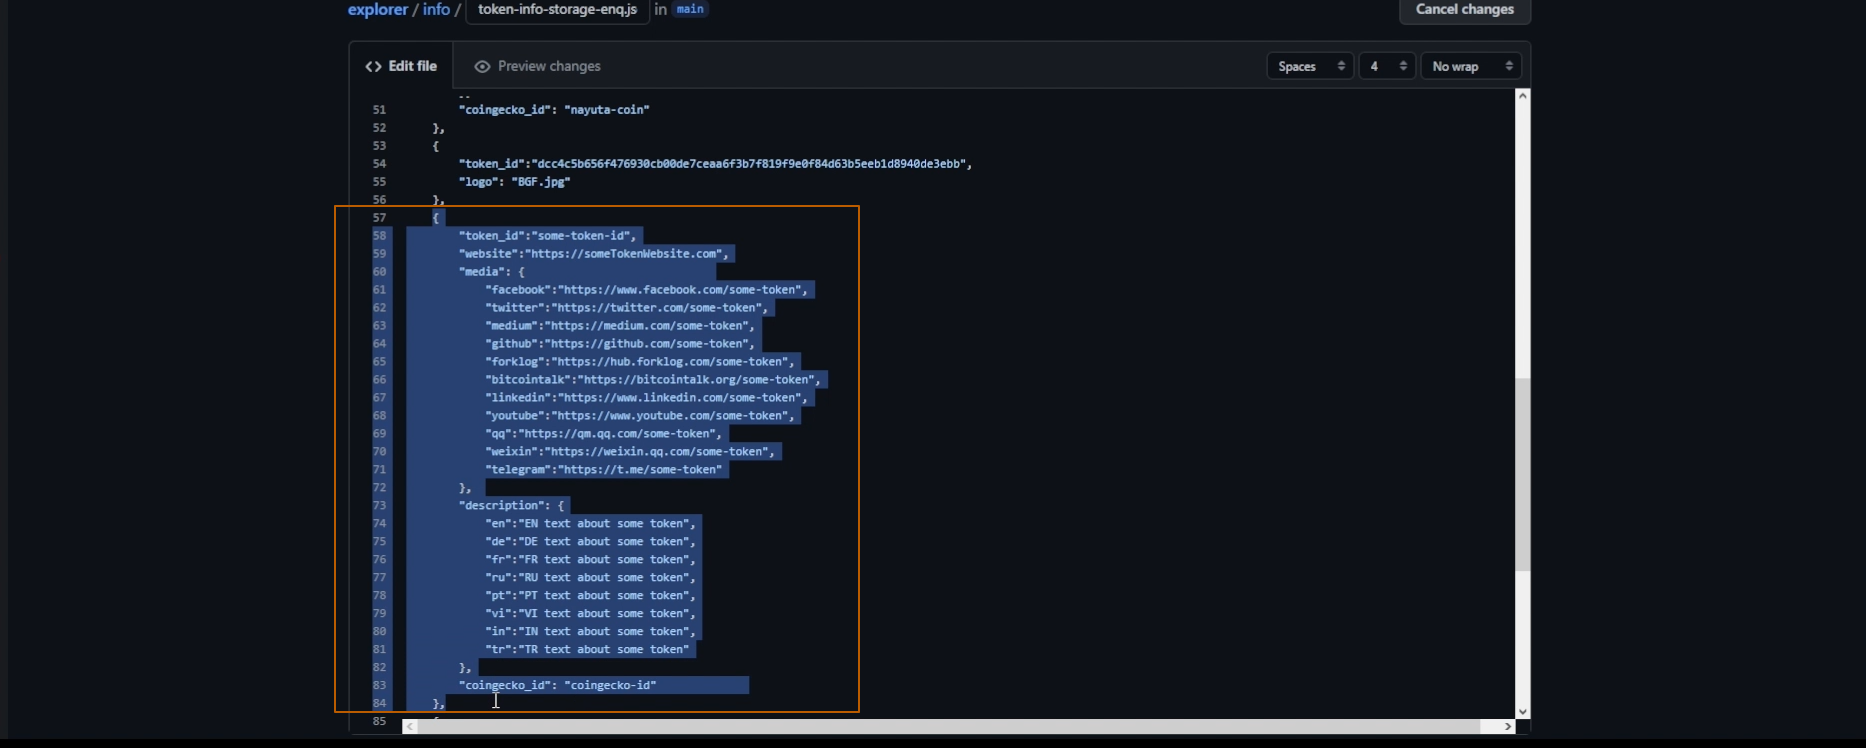 explorer / info / token-info-storage-enq.js in main
Cancel changes
Edit file
Preview changes
Spaces
4
No wrap
51 "coingecko_id": "nayuta-coin"
52 },
53 {
54 "token_id":"dcc4c5b656f476930cb00de7ceaa6f3b7f819f9e0f84d63b5eeb1d8940de3ebb",
55 "logo": "BGF.jpg"
56 },
57 {
58 "token_id":"some-token-id",
59 "website":"https://someTokenWebsite.com",
60 "media": {
61 "facebook":"https://www.facebook.com/some-token",
62 "twitter":"https://twitter.com/some-token",
63 "medium":"https://medium.com/some-token",
64 "github":"https://github.com/some-token",
65 "forklog":"https://hub.forklog.com/some-token",
66 "bitcointalk":"https://bitcointalk.org/some-token",
67 "linkedin":"https://www.linkedin.com/some-token",
68 "youtube":"https://www.youtube.com/some-token",
69 "qq":"https://qm.qq.com/some-token",
70 "weixin":"https://weixin.qq.com/some-token",
71 "telegram":"https://t.me/some-token"
72 },
73 "description": {
74 "en":"EN text about some token",
75 "de":"DE text about some token",
76 "fr":"FR text about some token",
77 "ru":"RU text about some token",
78 "pt":"PT text about some token",
79 "vi":"VI text about some token",
80 "in":"IN text about some token",
81 "tr":"TR text about some token"
82 },
83 "coingecko_id": "coingecko-id"
84 },
85